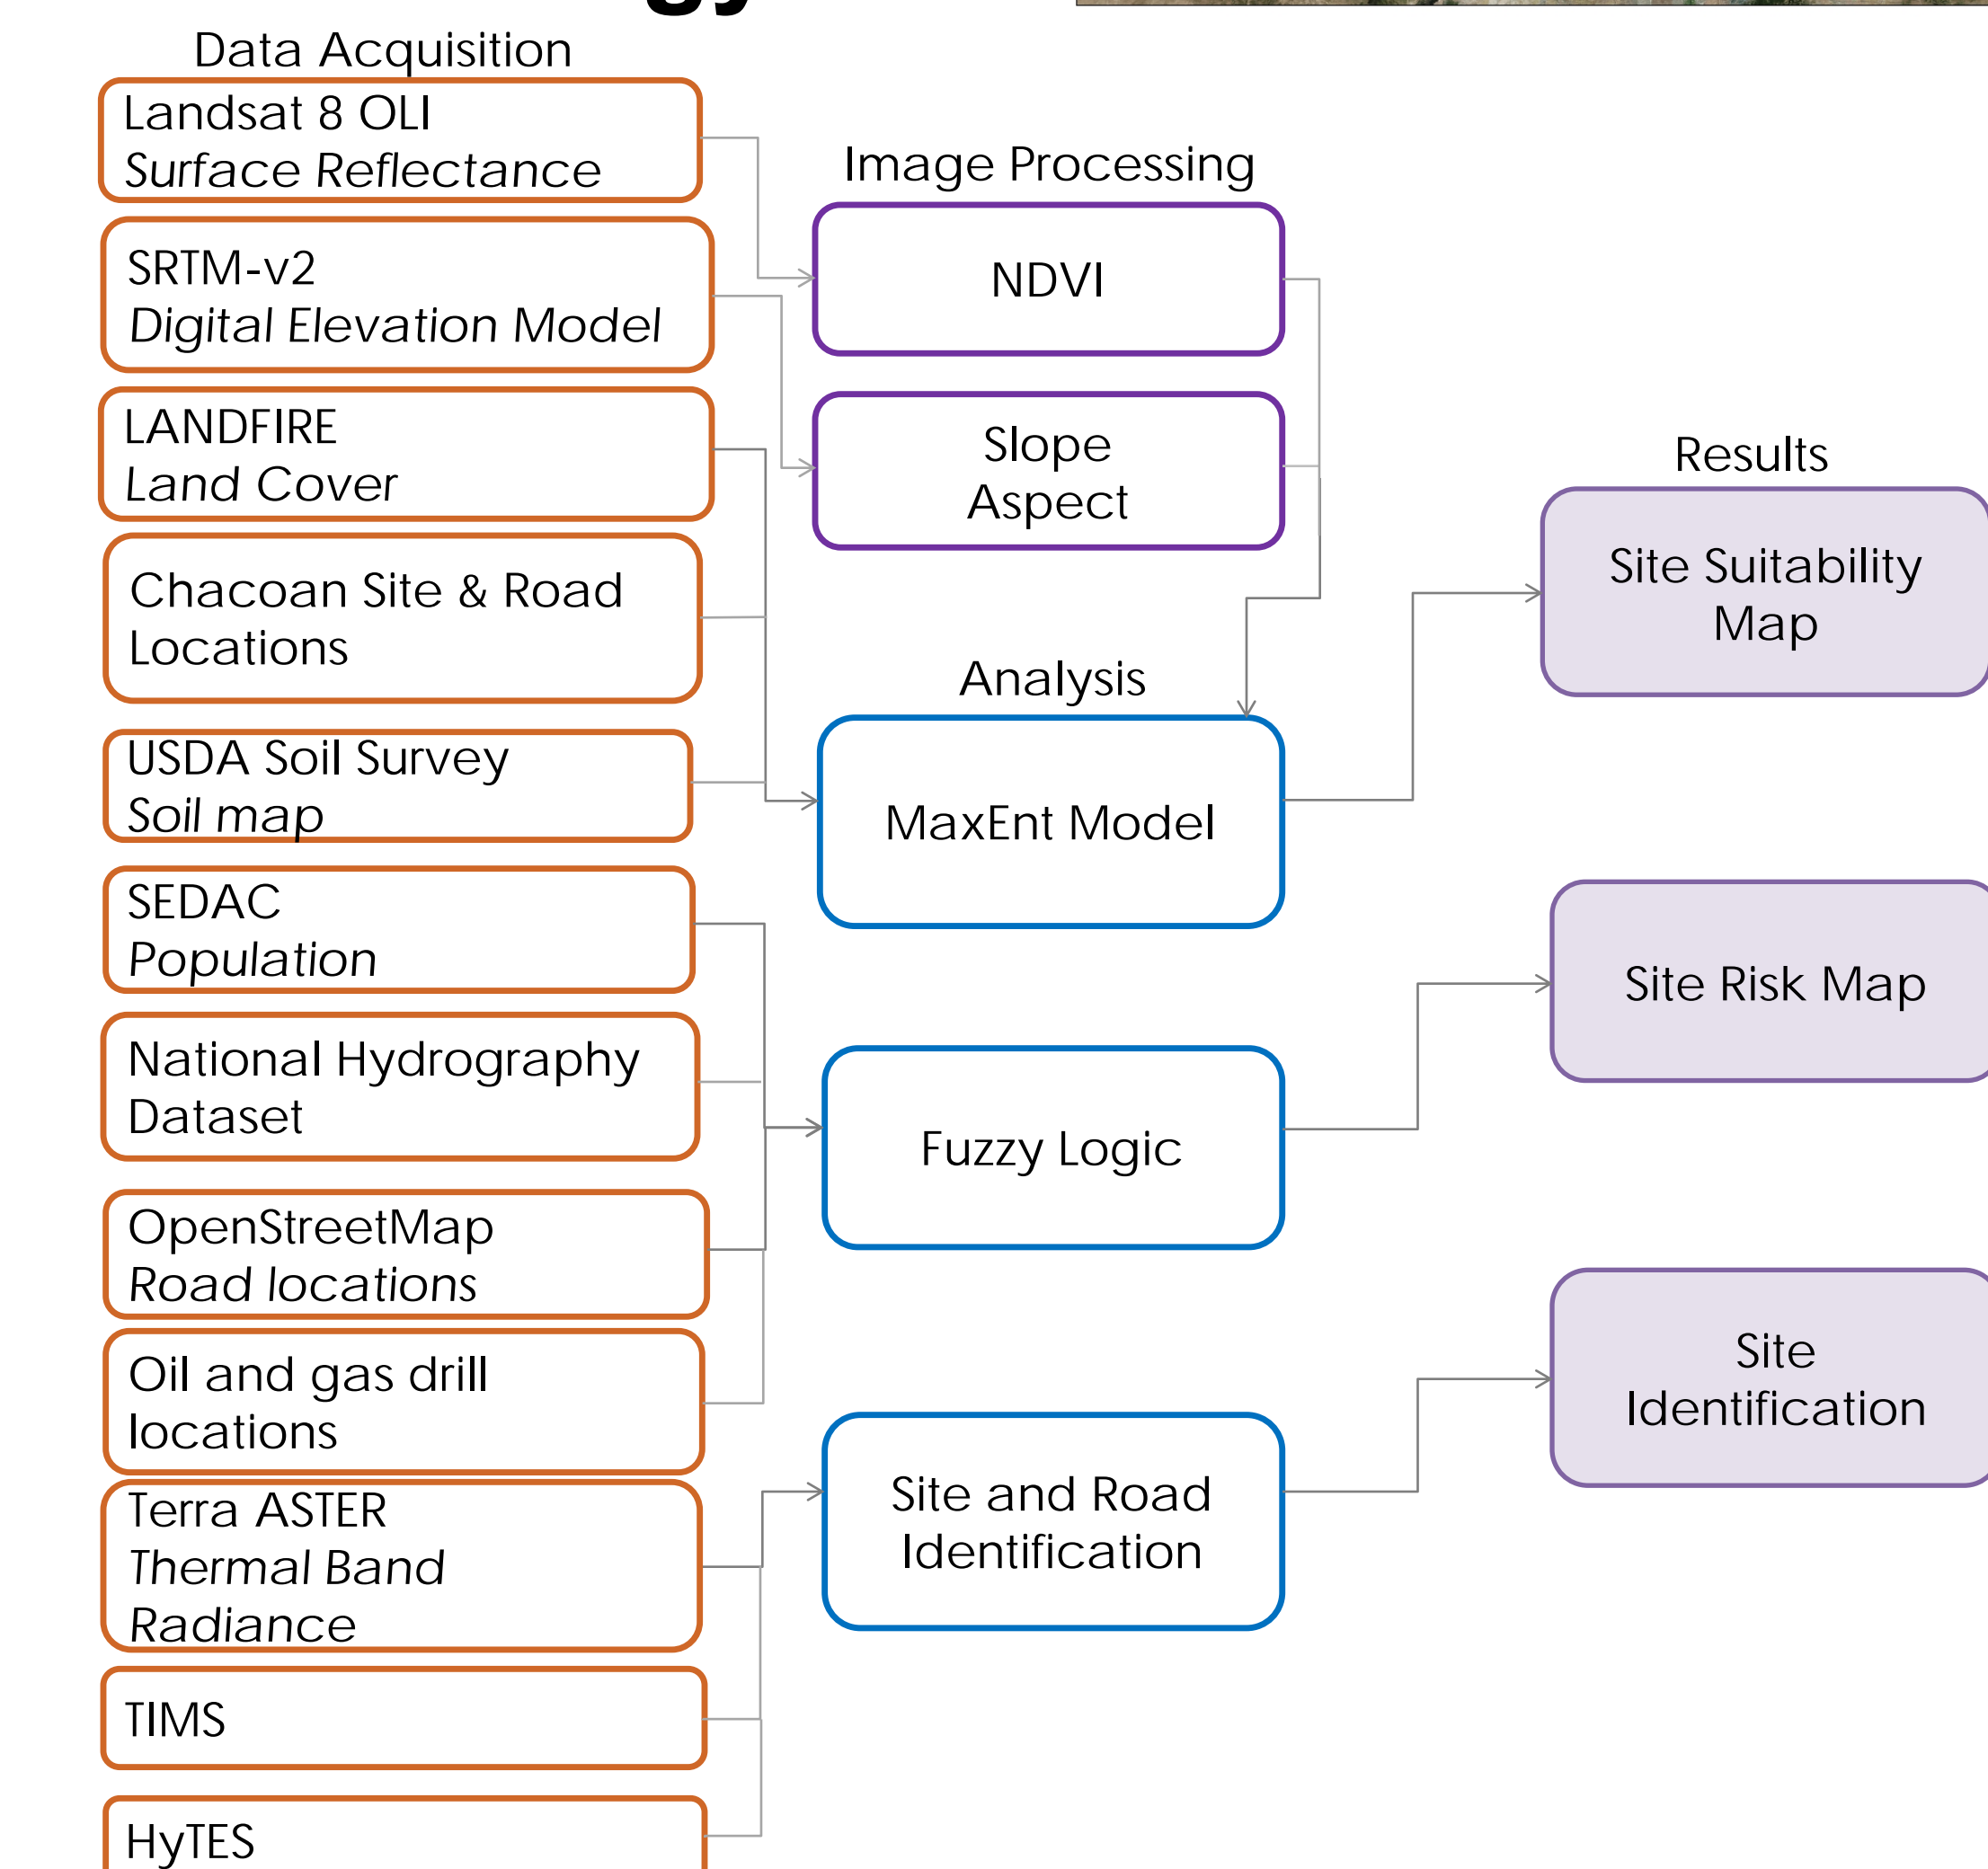 Data Acquisition
Landsat 8 OLI
Surface Reflectance
SRTM-v2
Digital Elevation Model
LANDFIRE
Land Cover
Chacoan Site & Road
Locations
USDA Soil Survey
Soil map
SEDAC
Population
National Hydrography
Dataset
OpenStreetMap
Road locations
Oil and gas drill
locations
Terra ASTER
Thermal Band
Radiance
TIMS
HyTES
Image Processing
NDVI
Slope
Aspect
Analysis
MaxEnt Model
Fuzzy Logic
Site and Road
Identification
Results
Site Suitability
Map
Site Risk Map
Site
Identification